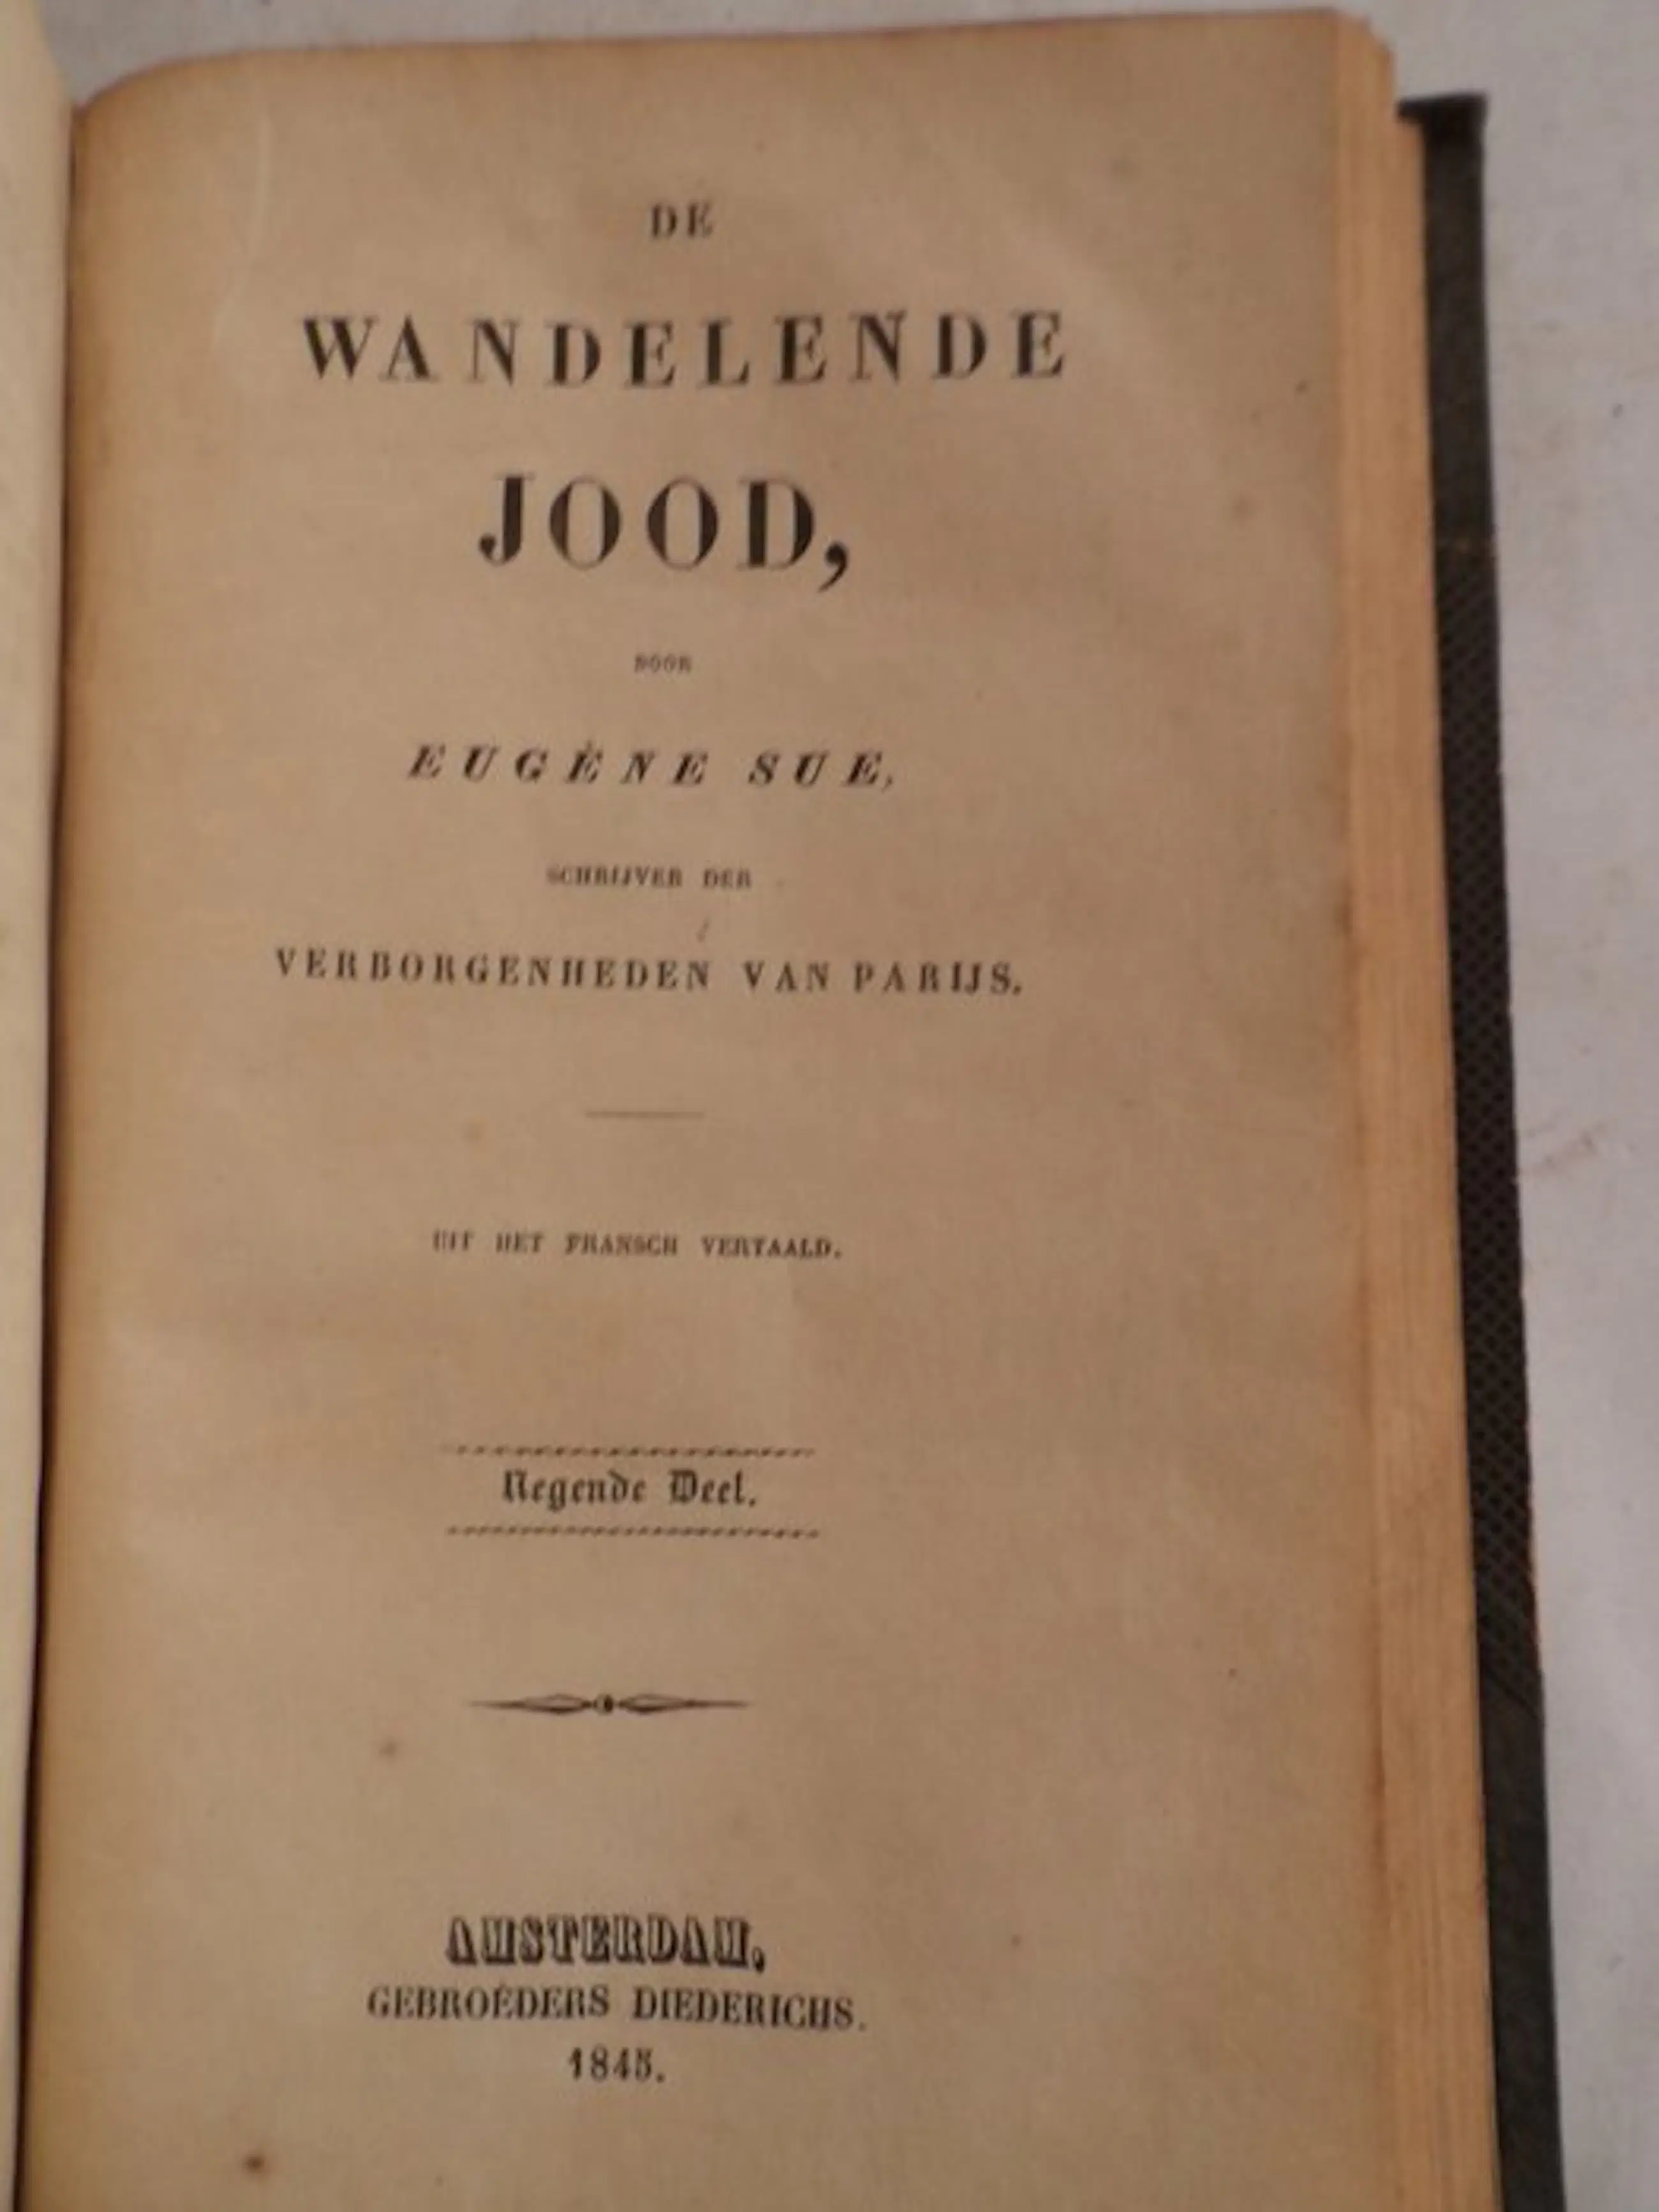 DE
WANDELENDE
JOOD,
DOOR
EUGÈNE SUE,
SCHRIJVER DER
VERBORGENHEDEN VAN PARIJS.
UIT HET FRANSCH VERTAALD.
Negende Deel.
AMSTERDAM,
GEBROEDERS DIEDERICHS.
1845.